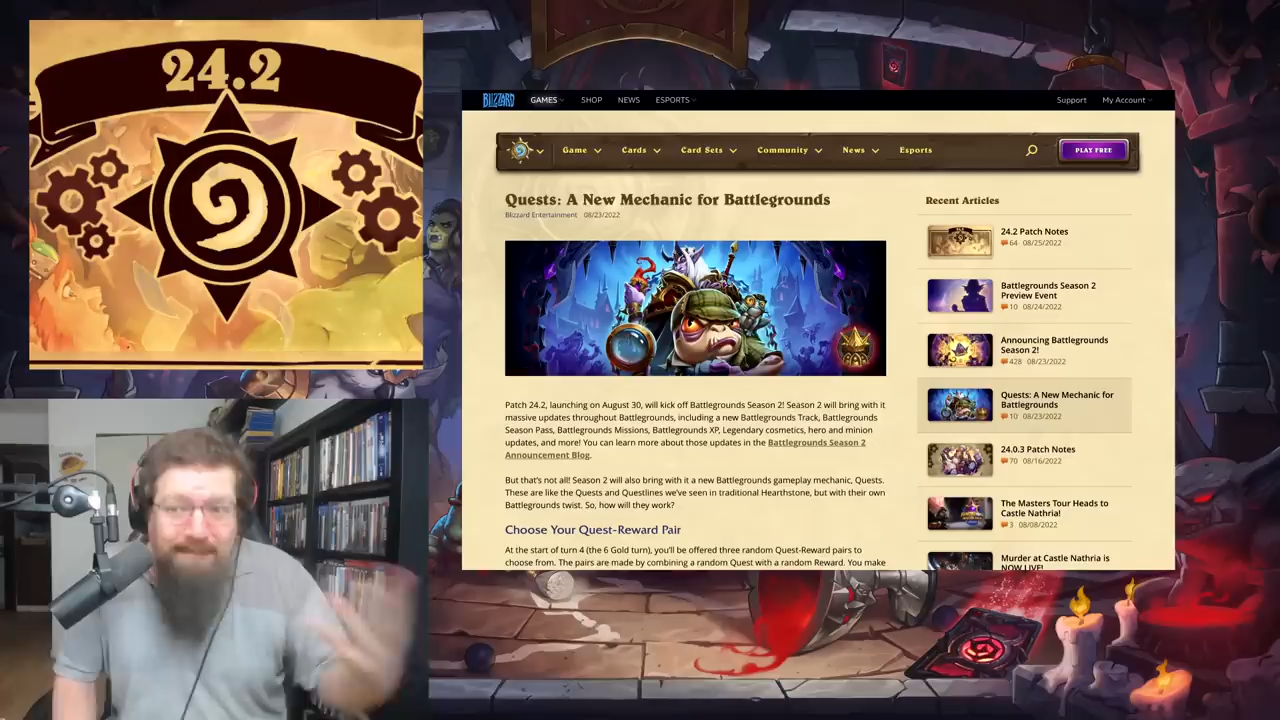 24.2
BLIZZARD
GAMES
SHOP
NEWS
ESPORTS
Support
My Account
Game
Cards
Card Sets
Community
News
Esports
PLAY FREE
Quests: A New Mechanic for Battlegrounds
Blizzard Entertainment 08/23/2022
Patch 24.2, launching on August 30, will kick off Battlegrounds Season 2! Season 2 will bring with it
massive updates throughout Battlegrounds, including a new Battlegrounds Track, Battlegrounds
Season Pass, Battlegrounds Missions, Battlegrounds XP, Legendary cosmetics, hero and minion
updates, and more! You can learn more about those updates in the Battlegrounds Season 2
Announcement Blog.
But that's not all! Season 2 will also bring with it a new Battlegrounds gameplay mechanic, Quests.
These are like the Quests and Questlines we've seen in traditional Hearthstone, but with their own
Battlegrounds twist. So, how will they work?
Choose Your Quest-Reward Pair
At the start of turn 4 (the 6 Gold turn), you'll be offered three random Quest-Reward pairs to
choose from. The pairs are made by combining a random Quest with a random Reward. You make
Recent Articles
24.2 Patch Notes
64 08/25/2022
Battlegrounds Season 2
Preview Event
10 08/24/2022
Announcing Battlegrounds
Season 2!
428 08/23/2022
Quests: A New Mechanic for
Battlegrounds
10 08/23/2022
24.0.3 Patch Notes
70 08/16/2022
The Masters Tour Heads to
Castle Nathria!
3 08/08/2022
Murder at Castle Nathria is
NOW LIVE!